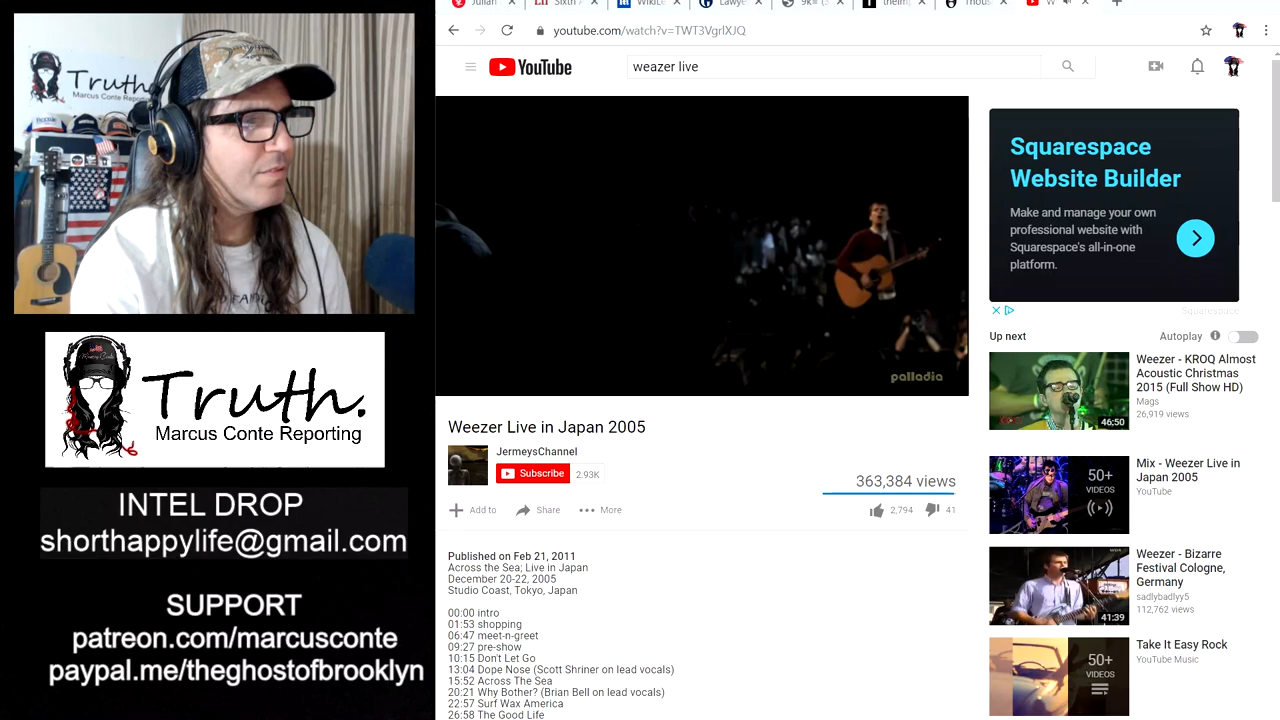 Truth.
Marcus Conte Reporting
Truth.
Marcus Conte Reporting
INTEL DROP
shorthappylife@gmail.com
SUPPORT
patreon.com/marcusconte
paypal.me/theghostofbrooklyn
youtube.com/watch?v=TWT3VgrlXJQ
YouTube
weazer live
palladia
Weezer Live in Japan 2005
JermeysChannel
Subscribe 2.93K
363,384 views
Add to Share More 2,794 41
Published on Feb 21, 2011
Across the Sea; Live in Japan
December 20-22, 2005
Studio Coast, Tokyo, Japan
00:00 intro
01:53 shopping
06:47 meet-n-greet
09:27 pre-show
10:15 Don't Let Go
13:04 Dope Nose (Scott Shriner on lead vocals)
15:52 Across The Sea
20:21 Why Bother? (Brian Bell on lead vocals)
22:57 Surf Wax America
26:58 The Good Life
Squarespace
Website Builder
Make and manage your own
professional website with
Squarespace's all-in-one
platform.
Squarespace
Up next Autoplay
Weezer - KROQ Almost
Acoustic Christmas
2015 (Full Show HD)
Mags
26,919 views
46:50
Mix - Weezer Live in
Japan 2005
YouTube
50+
VIDEOS
Weezer - Bizarre
Festival Cologne,
Germany
sadlybadlyy5
112,762 views
41:39
Take It Easy Rock
YouTube Music
50+
VIDEOS